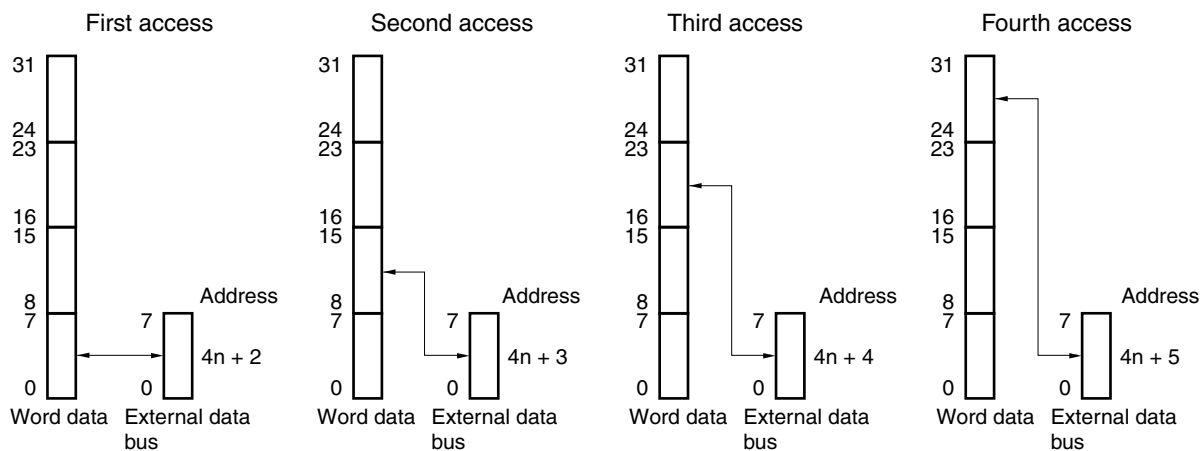 First access
31
24
23
16
15
8
7
0
Word data
Address
7
4n + 2
0
External data
bus
Second access
31
24
23
16
15
8
7
0
Word data
Address
7
4n + 3
0
External data
bus
Third access
31
24
23
16
15
8
7
0
Word data
Address
7
4n + 4
0
External data
bus
Fourth access
31
24
23
16
15
8
7
0
Word data
Address
7
4n + 5
0
External data
bus